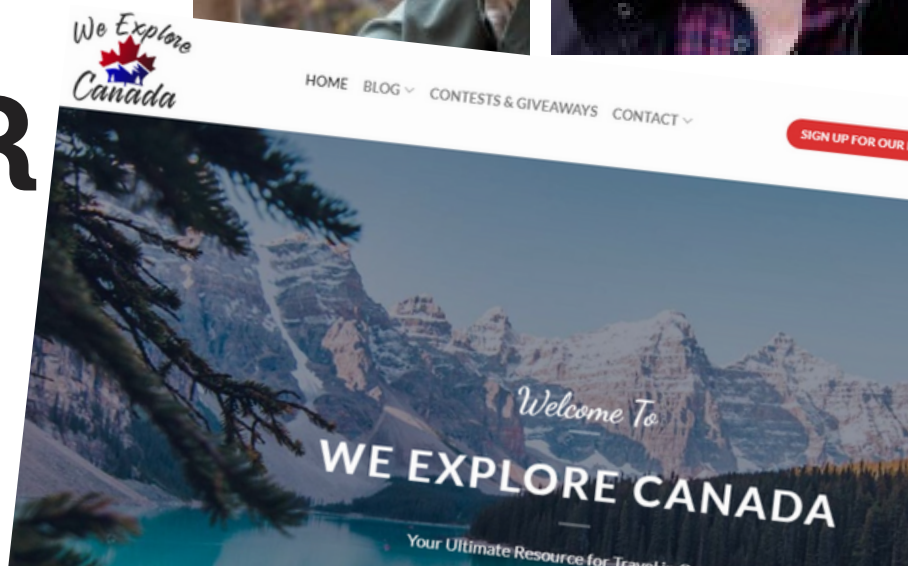 We Explore
Canada
R
HOME BLOG CONTESTS & GIVEAWAYS CONTACT
SIGN UP FOR OUR
Welcome To
WE EXPLORE CANADA
Your Ultimate Resource for Travel